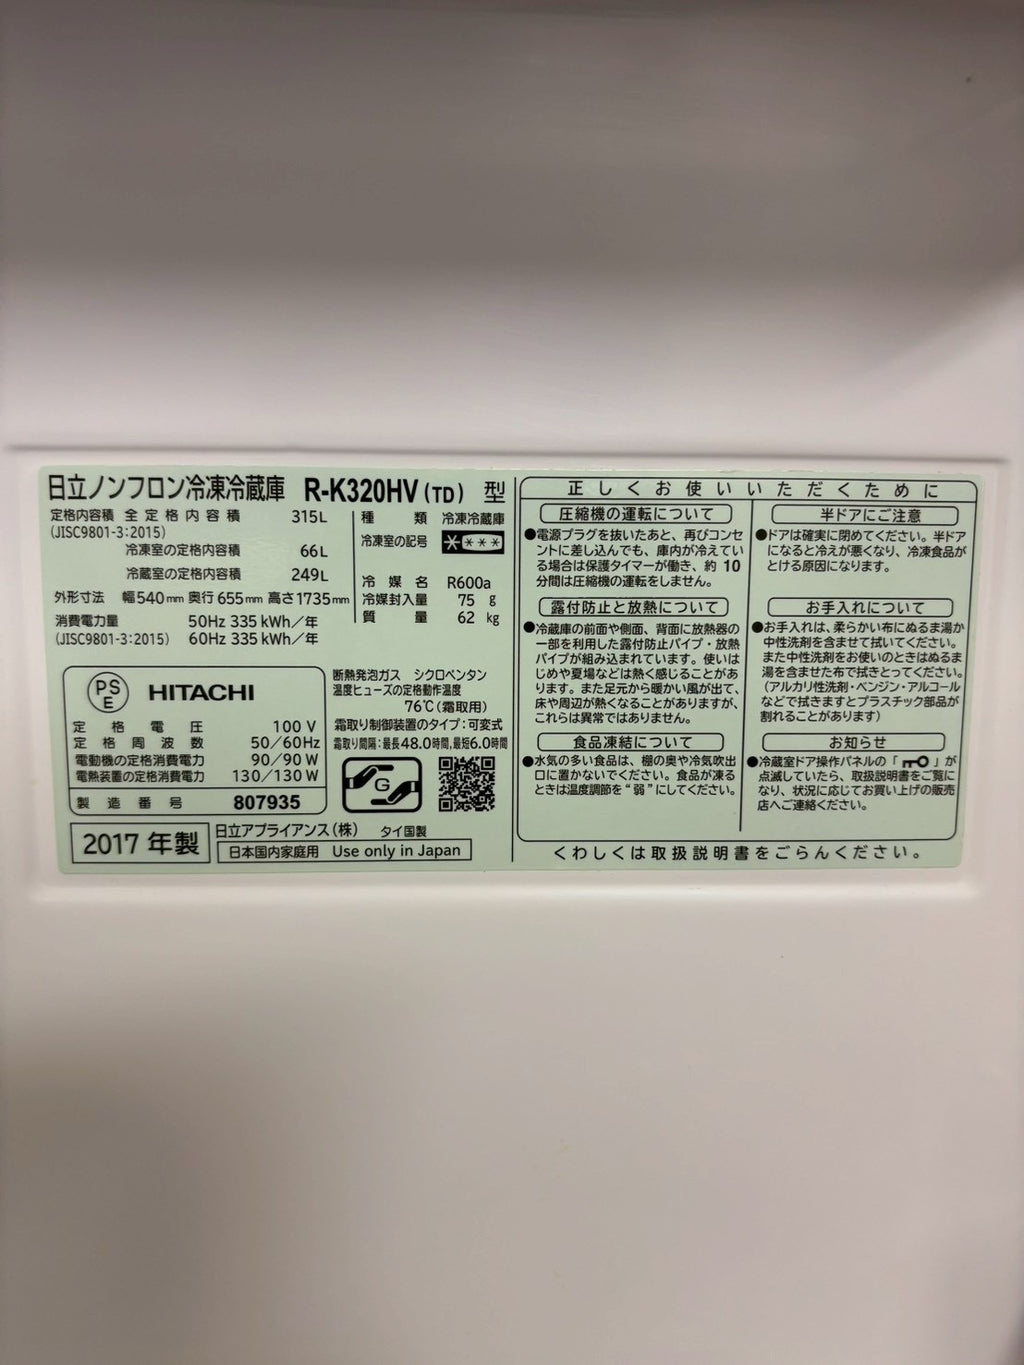 日立ノンフロン冷凍冷蔵庫 R-K320HV(TD) 型
定格内容積 全定格内容積 315L
(JISC9801-3:2015)
冷凍室の定格内容積 66L
冷蔵室の定格内容積 249L
外形寸法 幅540mm 奥行655mm 高さ1735mm
消費電力量 50Hz 335kWh/年
(JISC9801-3:2015) 60Hz 335kWh/年
種類 冷凍冷蔵庫
冷凍室の記号
冷媒名 R600a
冷媒封入量 75 g
質量 62 kg
PSE HITACHI
定格電圧 100V
定格周波数 50/60Hz
電動機の定格消費電力 90/90W
電熱装置の定格消費電力 130/130W
製造番号 807935
断熱発泡ガス シクロペンタン
温度ヒューズの定格動作温度
76℃(霜取用)
霜取り制御装置のタイプ:可変式
霜取り間隔:最長48.0時間,最短6.0時間
G
2017年製
日立アプライアンス(株) タイ国製
日本国内家庭用 Use only in Japan
正しくお使いいただくために
圧縮機の運転について
●電源プラグを抜いたあと、再びコンセ
ントに差し込んでも、庫内が冷えてい
る場合は保護タイマーが働き、約10
分間は圧縮機の運転をしません。
露付防止と放熱について
●冷蔵庫の前面や側面、背面に放熱器の
一部を利用した露付防止パイプ・放熱
パイプが組み込まれています。使いは
じめや夏場などは熱く感じることがあ
ります。また足元から暖かい風が出て、
床や周辺が熱くなることがありますが、
これらは異常ではありません。
食品凍結について
●水気の多い食品は、棚の奥や冷気吹出
口に置かないでください。食品が凍る
ときは温度調節を“弱”にしてください。
半ドアにご注意
●ドアは確実に閉めてください。半ドア
になると冷えが悪くなり、冷凍食品が
とける原因になります。
お手入れについて
●お手入れは、柔らかい布にぬるま湯か
中性洗剤を含ませて拭いてください。
また中性洗剤をお使いのときはぬるま
湯を含ませた布で拭きとってください。
(アルカリ性洗剤・ベンジン・アルコール
などで拭きますとプラスチック部品が
割れることがあります)
お知らせ
●冷蔵室ドア操作パネルの「 」が
点滅していたら、取扱説明書をご覧に
なり、状況に応じてお買い上げの販売
店へご連絡ください。
くわしくは取扱説明書をごらんください。